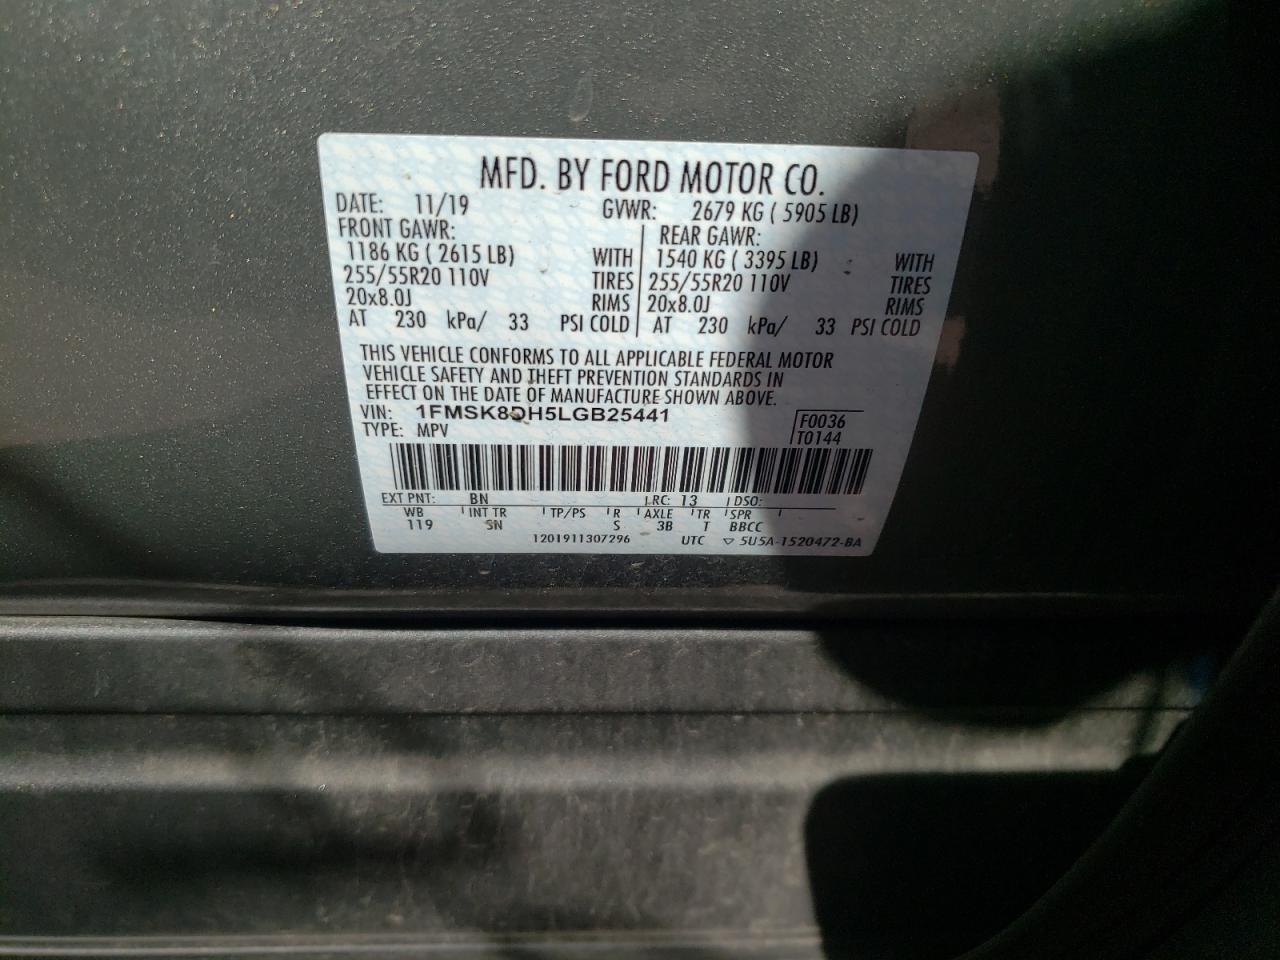 MFD. BY FORD MOTOR CO.
DATE: 11/19 GVWR: 2679 KG ( 5905 LB)
FRONT GAWR: REAR GAWR:
1186 KG ( 2615 LB) WITH 1540 KG ( 3395 LB) WITH
255/55R20 110V TIRES 255/55R20 110V TIRES
20x8.0J RIMS 20x8.0J RIMS
AT 230 kPa/ 33 PSI COLD AT 230 kPa/ 33 PSI COLD
THIS VEHICLE CONFORMS TO ALL APPLICABLE FEDERAL MOTOR
VEHICLE SAFETY AND THEFT PREVENTION STANDARDS IN
EFFECT ON THE DATE OF MANUFACTURE SHOWN ABOVE.
VIN: 1FMSK8DH5LGB25441 F0036
TYPE: MPV T0144
EXT PNT: BN RC: 13 DSO:
WB INT TR TP/PS R AXLE TR SPR
119 SN S 3B T BBCC
1201911307296 UTC ▽ 5U5A-1520472-BA